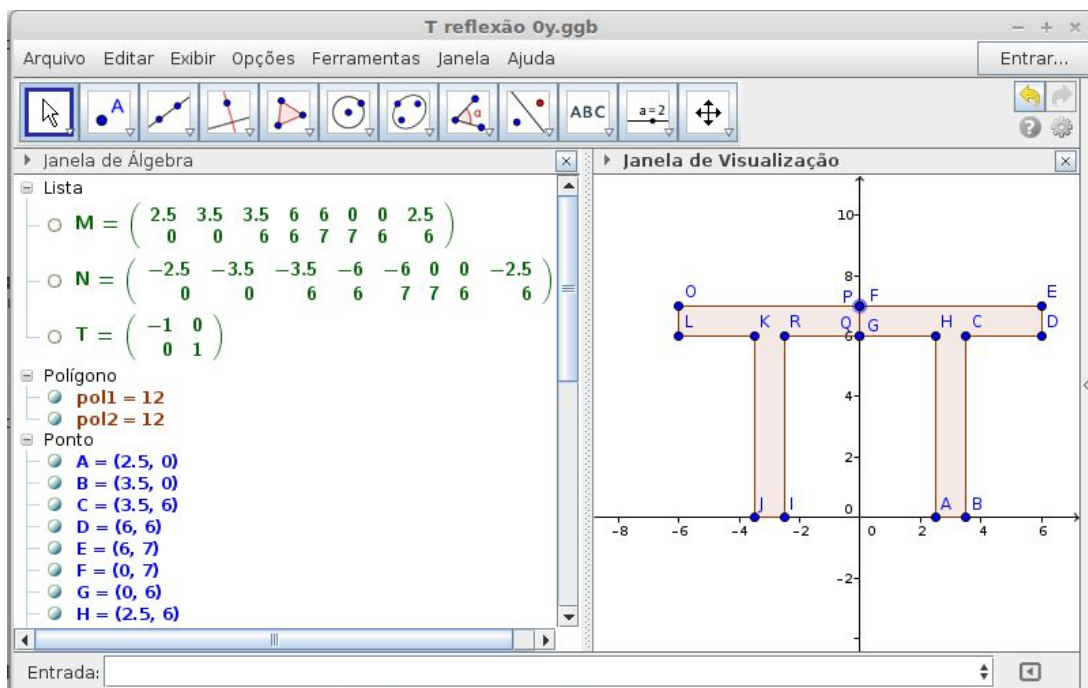 T reflexão 0y.ggb
Arquivo Editar Exibir Opções Ferramentas Janela Ajuda Entrar...
A α ABC a=2
Janela de Álgebra
Lista
M = ( 2.5 3.5 3.5 6 6 0 0 2.5
0 0 6 6 7 7 6 6 )
N = ( −2.5 −3.5 −3.5 −6 −6 0 0 −2.5
0 0 6 6 7 7 6 6 )
T = ( −1 0
0 1 )
Polígono
pol1 = 12
pol2 = 12
Ponto
A = (2.5, 0)
B = (3.5, 0)
C = (3.5, 6)
D = (6, 6)
E = (6, 7)
F = (0, 7)
G = (0, 6)
H = (2.5, 6)
Janela de Visualização
10
8
O P F E
L K R Q G H C D
6
4
2
0
J I A B
-8 -6 -4 -2 0 2 4 6
-2
Entrada: